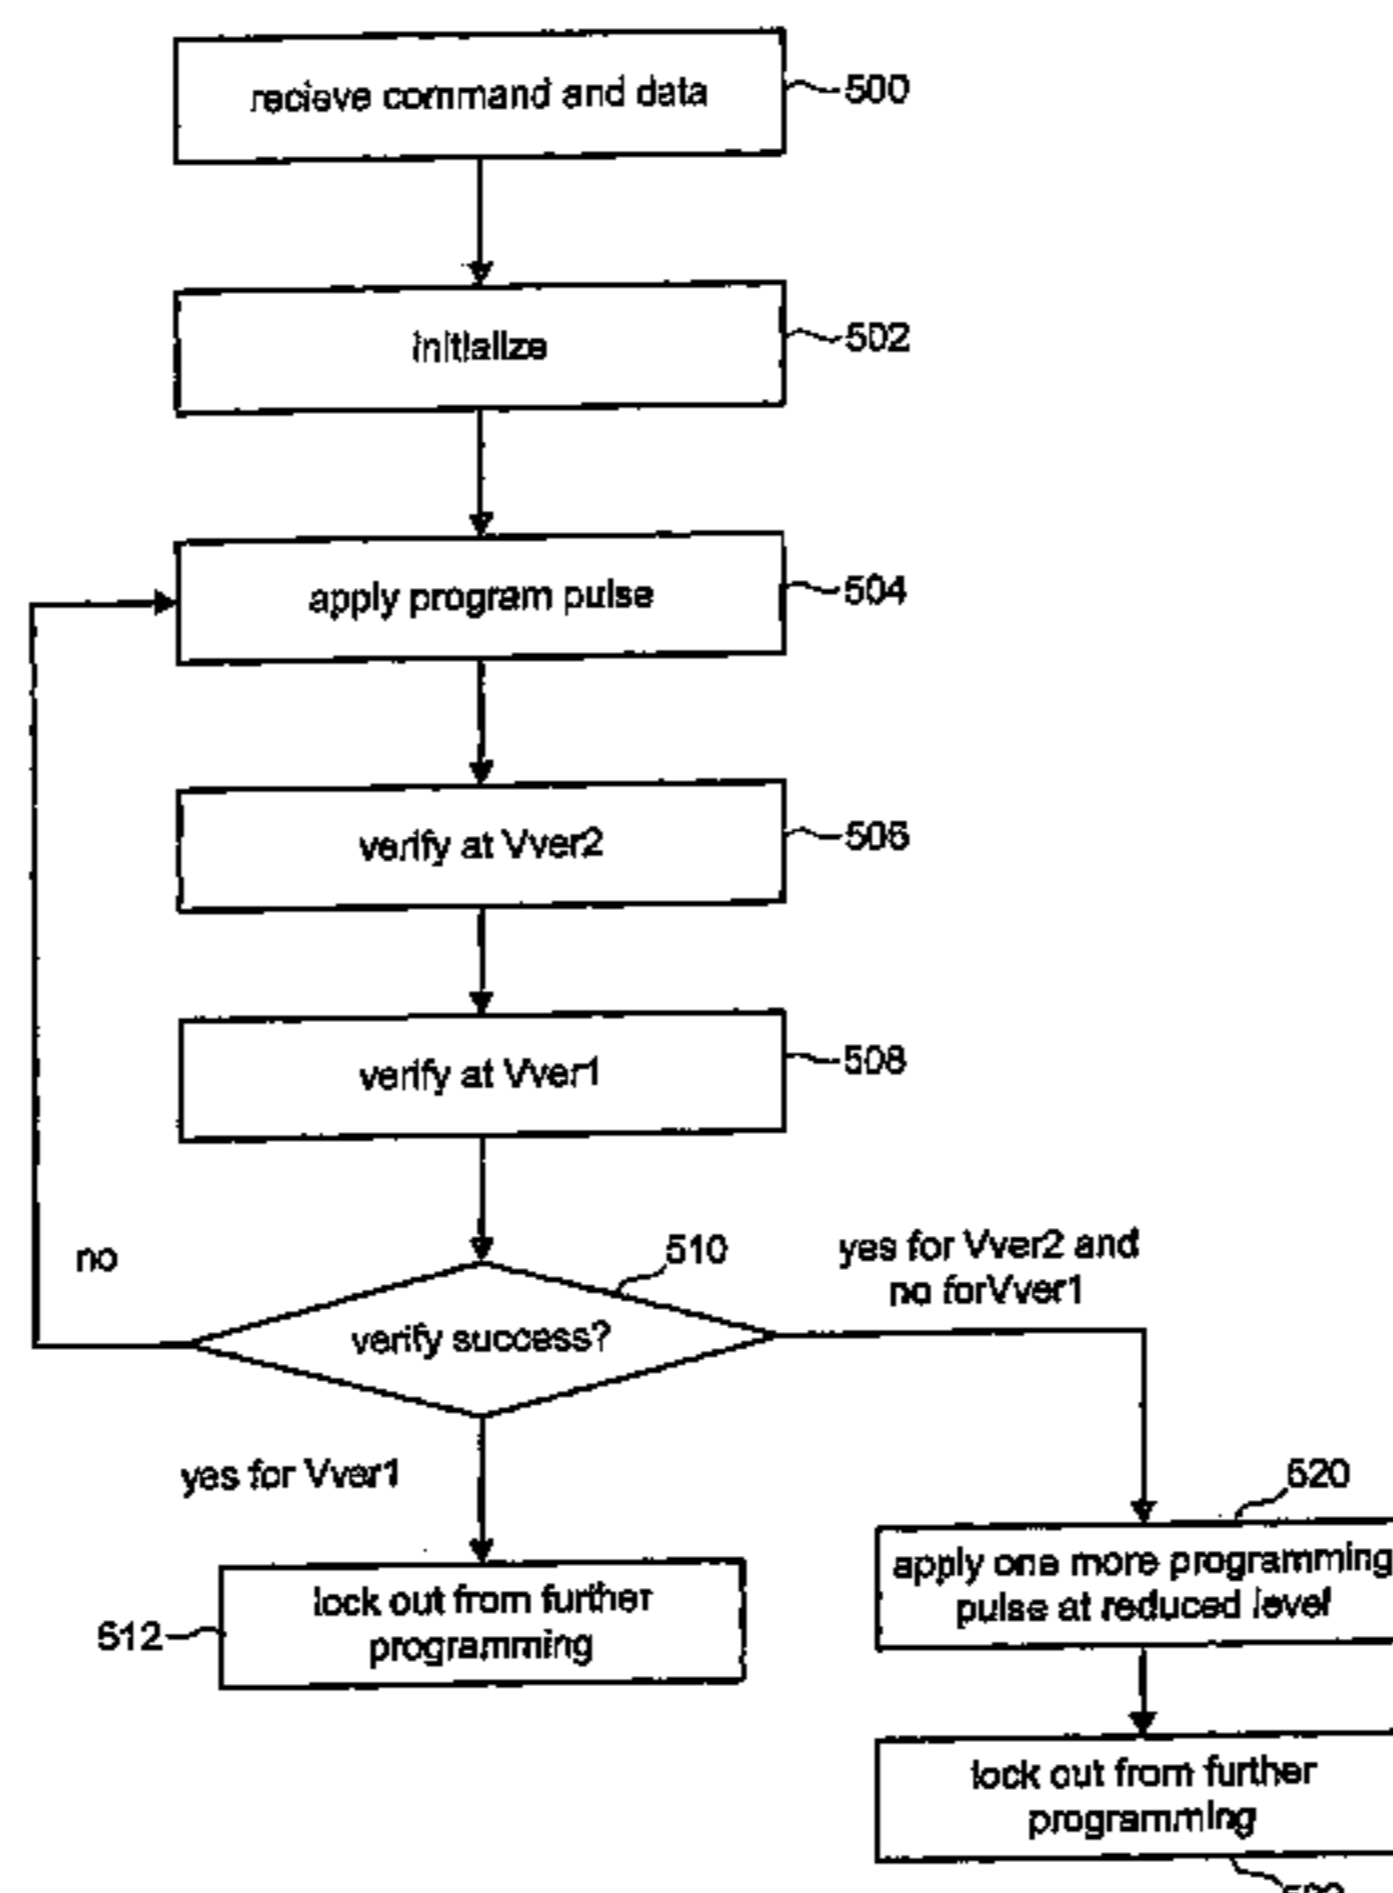 recieve command and data
500
initialize
502
apply program pulse
504
verify at Vver2
506
verify at Vver1
508
no
510
verify success?
yes for Vver2 and
no forVver1
yes for Vver1
512
lock out from further
programming
520
apply one more programming
pulse at reduced level
lock out from further
programming